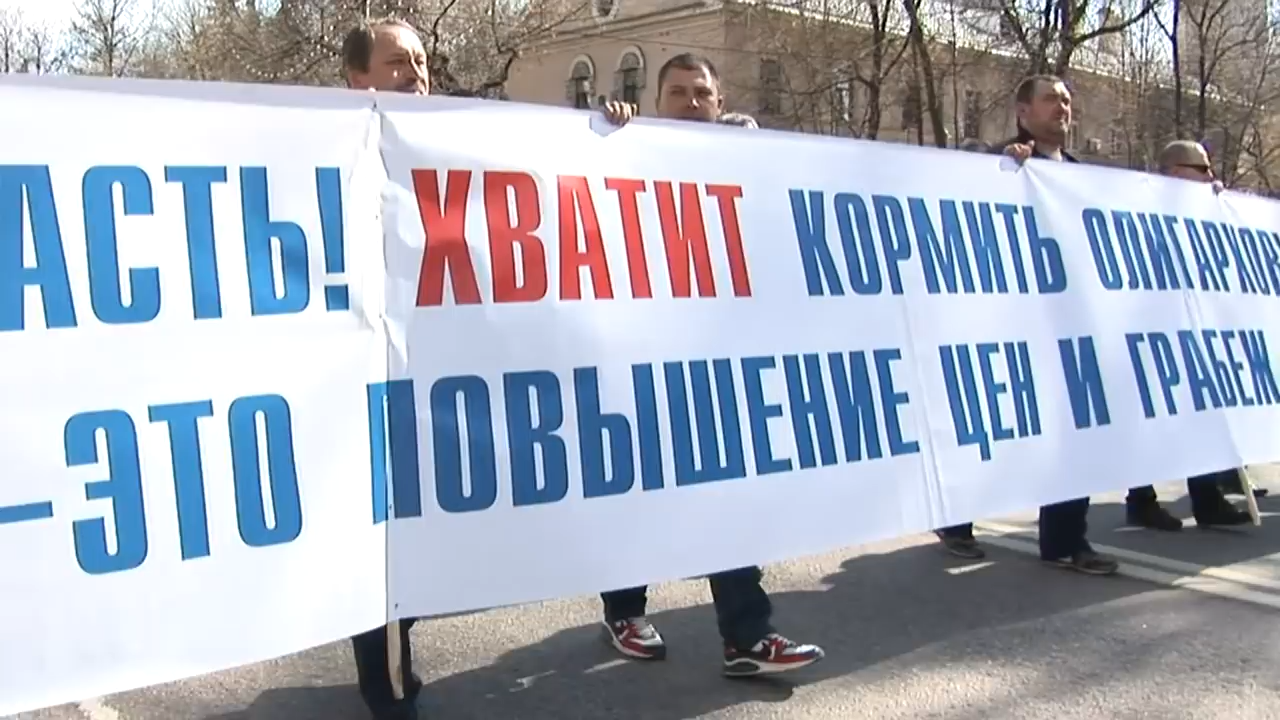 АСТЬ! ХВАТИТ КОРМИТЬ ОЛИГАРХОВ
-ЭТО ПОВЫШЕНИЕ ЦЕН И ГРАБЕЖ